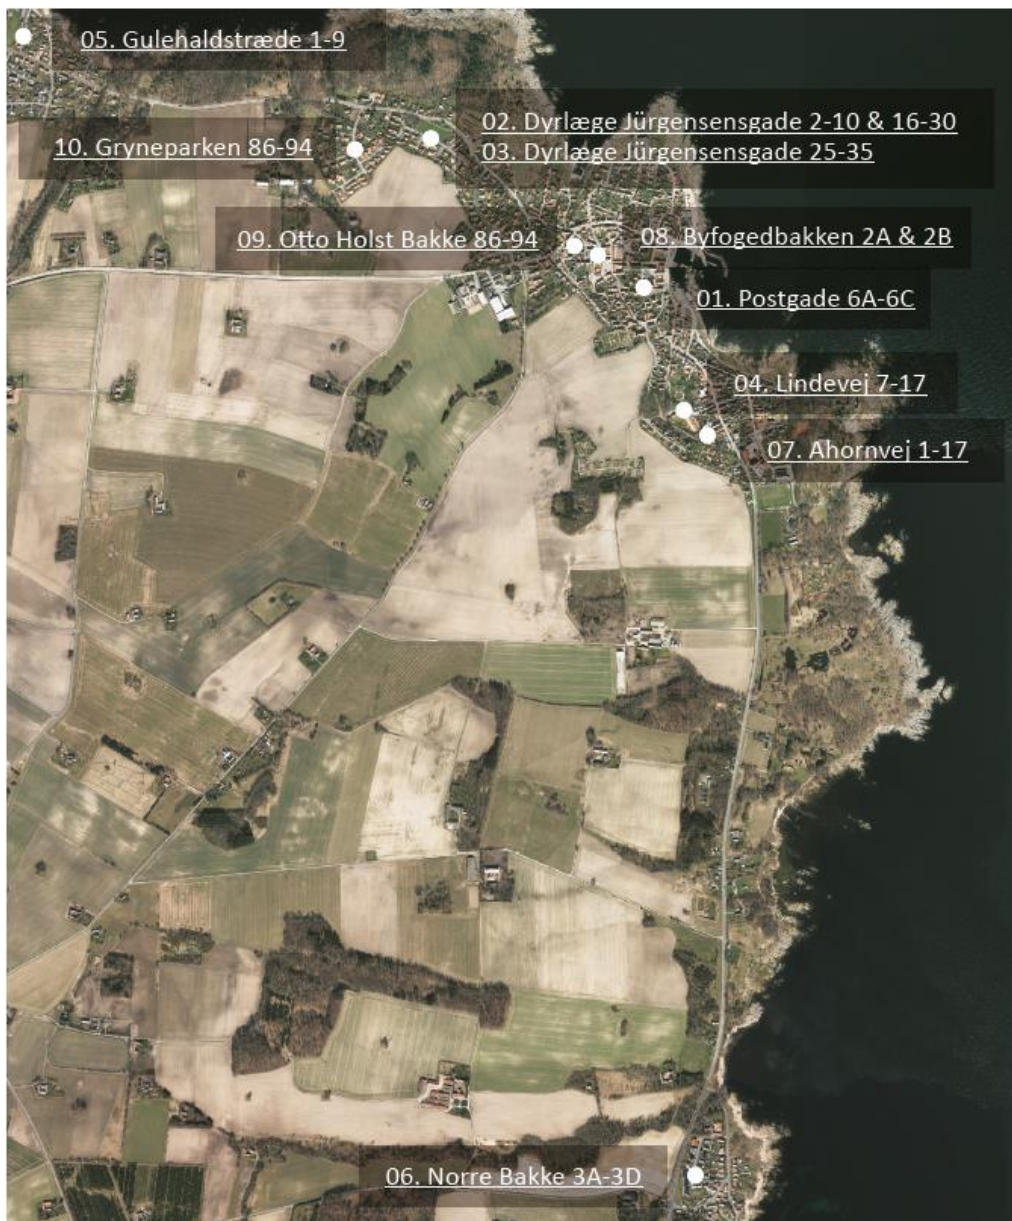 05. Gulehaldstræde 1-9
02. Dyrlæge Jürgensensgade 2-10 & 16-30
10. Gryneparken 86-94
03. Dyrlæge Jürgensensgade 25-35
09. Otto Holst Bakke 86-94
08. Byfogedbakken 2A & 2B
01. Postgade 6A-6C
04. Lindevej 7-17
07. Ahornvej 1-17
06. Norre Bakke 3A-3D